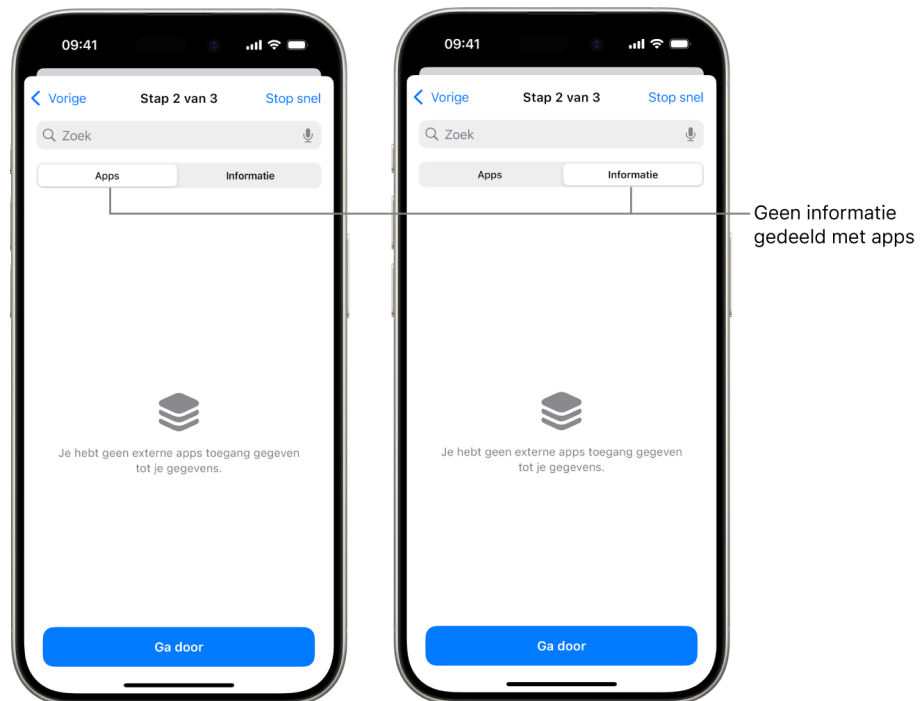 09:41
Vorige
Stap 2 van 3
Stop snel
Zoek
Apps
Informatie
Je hebt geen externe apps toegang gegeven
tot je gegevens.
Ga door
09:41
Vorige
Stap 2 van 3
Stop snel
Zoek
Apps
Informatie
Je hebt geen externe apps toegang gegeven
tot je gegevens.
Ga door
Geen informatie
gedeeld met apps